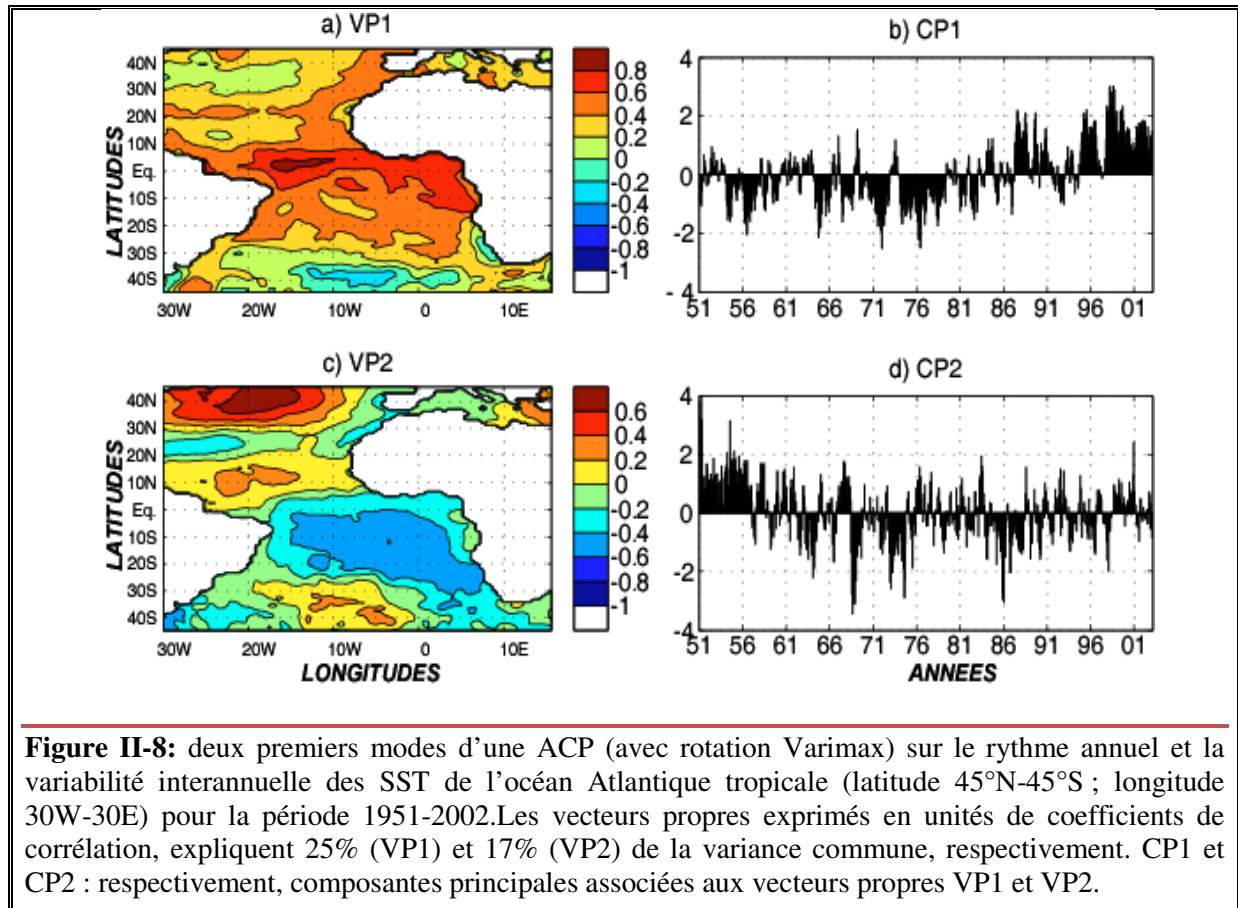 a) VP1
b) CP1
LATITUDES
40N
30N
20N
10N
Eq.
10S
20S
30S
40S
30W 20W 10W 0 10E
0.8
0.6
0.4
0.2
0
-0.2
-0.4
-0.6
-0.8
-1
4
2
0
-2
-4
51 56 61 66 71 76 81 86 91 96 01
c) VP2
d) CP2
LATITUDES
40N
30N
20N
10N
Eq.
10S
20S
30S
40S
30W 20W 10W 0 10E
LONGITUDES
0.6
0.4
0.2
0
-0.2
-0.4
-0.6
-0.8
-1
4
2
0
-2
-4
51 56 61 66 71 76 81 86 91 96 01
ANNEES
Figure II-8: deux premiers modes d’une ACP (avec rotation Varimax) sur le rythme annuel et la
variabilité interannuelle des SST de l’océan Atlantique tropicale (latitude 45°N-45°S ; longitude
30W-30E) pour la période 1951-2002.Les vecteurs propres exprimés en unités de coefficients de
corrélation, expliquent 25% (VP1) et 17% (VP2) de la variance commune, respectivement. CP1 et
CP2 : respectivement, composantes principales associées aux vecteurs propres VP1 et VP2.